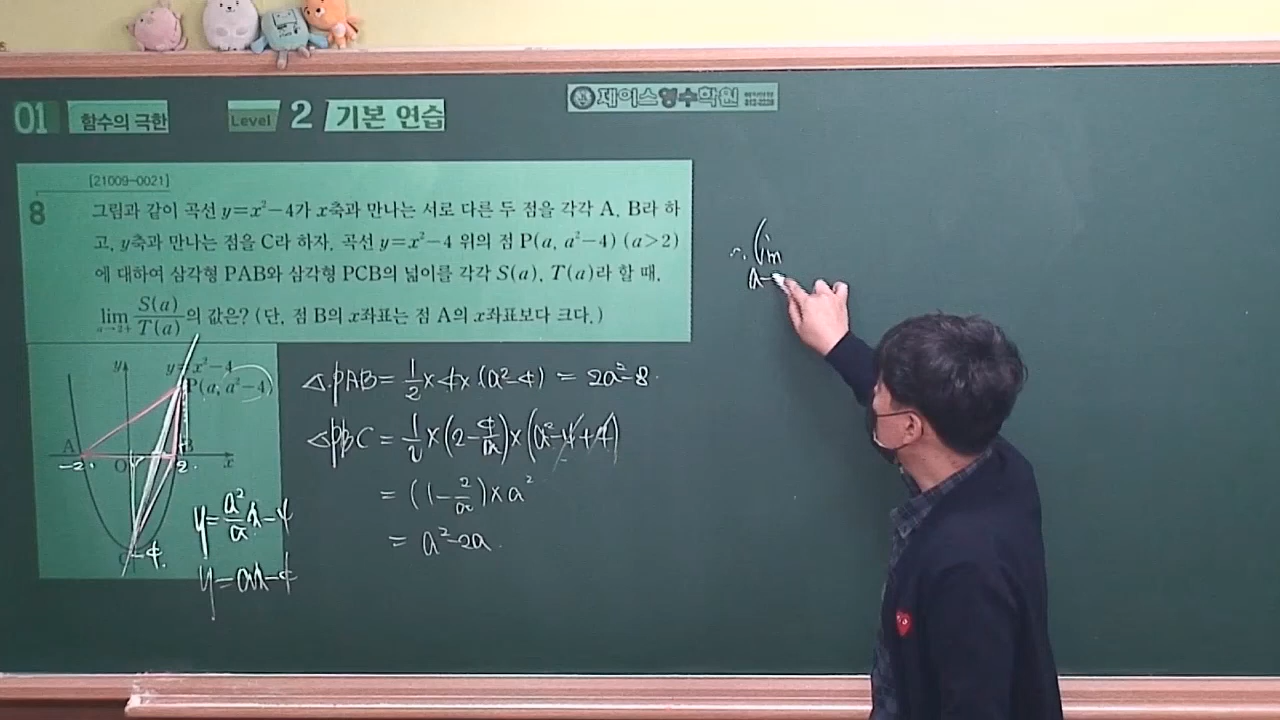 01 함수의 극한 Level 2 기본 연습
제이스영수학원
[21009-0021]
8 그림과 같이 곡선 y=x²-4가 x축과 만나는 서로 다른 두 점을 각각 A, B라 하
고, y축과 만나는 점을 C라 하자. 곡선 y=x²-4 위의 점 P(a, a²-4) (a>2)
에 대하여 삼각형 PAB와 삼각형 PCB의 넓이를 각각 S(a), T(a)라 할 때,
lim a→2+ S(a)/T(a)의 값은? (단, 점 B의 x좌표는 점 A의 x좌표보다 크다.)
y y=x²-4
P(a, a²-4)
A B
-2 O 2 x
C -4
y=a²/a x-4
y=ax-4
△PAB=1/2×4×(a²-4)=2a²-8.
△PBC=1/2×(2-4/a)×(a²-4+4)
=(1-2/a)×a²
=a²-2a.
∴ lim
a→